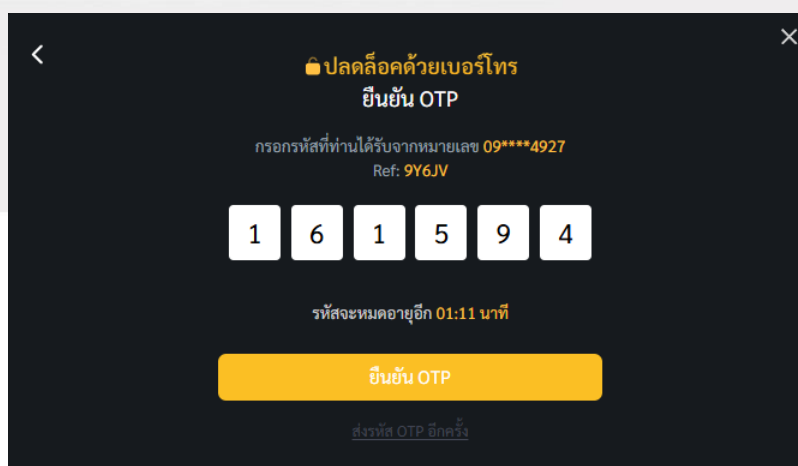 ปลดล็อคด้วยเบอร์โทร
ยืนยัน OTP
กรอกรหัสที่ท่านได้รับจากหมายเลข 09****4927
Ref: 9Y6JV
1 6 1 5 9 4
รหัสจะหมดอายุอีก 01:11 นาที
ยืนยัน OTP
ส่งรหัส OTP อีกครั้ง